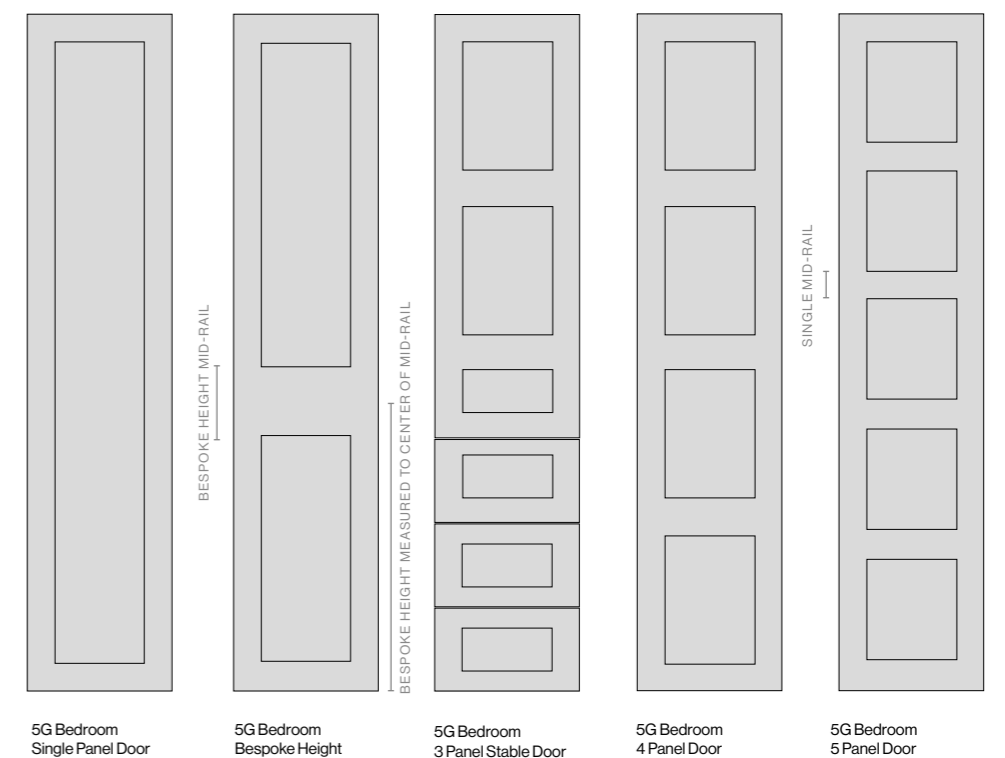 BESPOKE HEIGHT MID-RAIL
BESPOKE HEIGHT MEASURED TO CENTER OF MID-RAIL
SINGLE MID-RAIL
5G Bedroom
Single Panel Door
5G Bedroom
Bespoke Height
5G Bedroom
3 Panel Stable Door
5G Bedroom
4 Panel Door
5G Bedroom
5 Panel Door